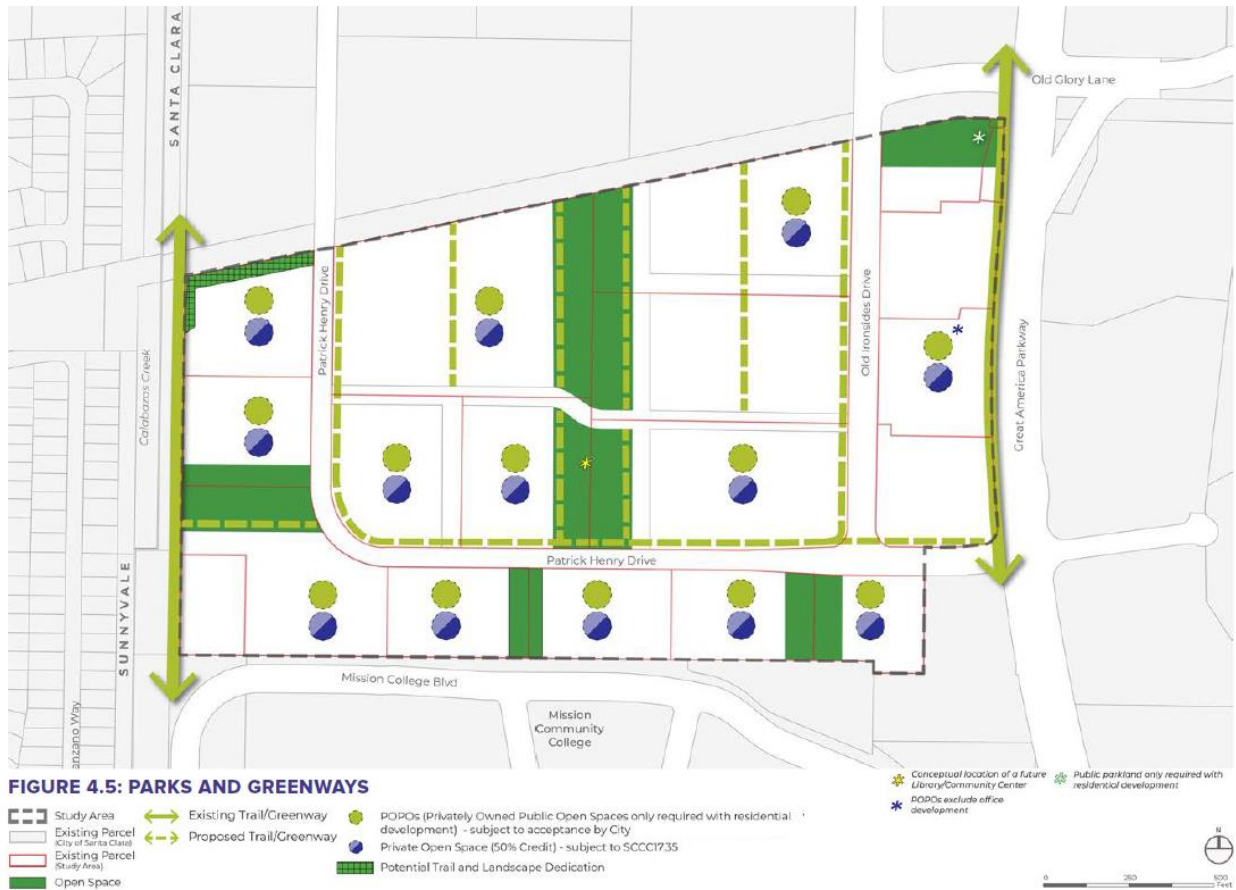 SANTA CLARA
Old Glory Lane
Patrick Henry Drive
Old Ironsides Drive
Great America Parkway
Calabazas Creek
Patrick Henry Drive
SUNNYVALE
Mission College Blvd
Mission
Community
College
anzano Way
FIGURE 4.5: PARKS AND GREENWAYS
Study Area
Existing Parcel
(City of Santa Clara)
Existing Parcel
(Study Area)
Open Space
Existing Trail/Greenway
Proposed Trail/Greenway
POPOs (Privately Owned Public Open Spaces only required with residential
development) - subject to acceptance by City
Private Open Space (50% Credit) - subject to SCCC17.35
Potential Trail and Landscape Dedication
Conceptual location of a future
Library/Community Center
POPOs exclude office
development
Public parkland only required with
residential development
N
0 250 500
Feet